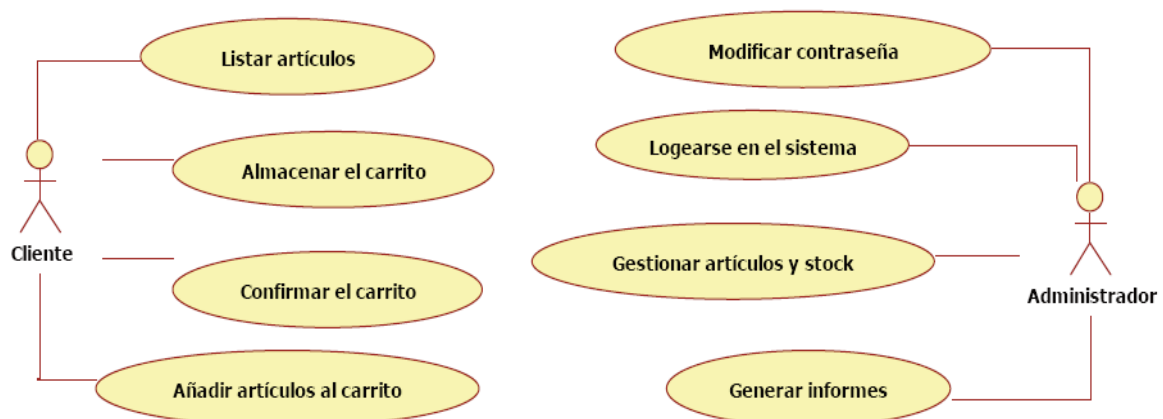 Listar artículos
Almacenar el carrito
Cliente
Confirmar el carrito
Añadir artículos al carrito
Modificar contraseña
Logearse en el sistema
Gestionar artículos y stock
Administrador
Generar informes